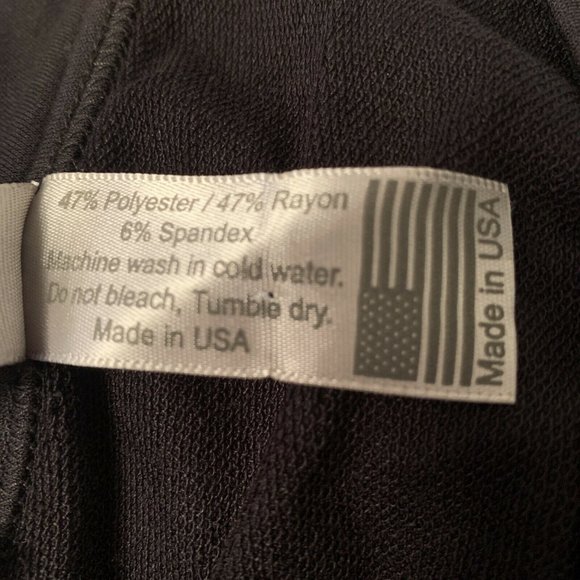 47% Polyester / 47% Rayon
6% Spandex
Machine wash in cold water.
Do not bleach, Tumble dry.
Made in USA
Made in USA